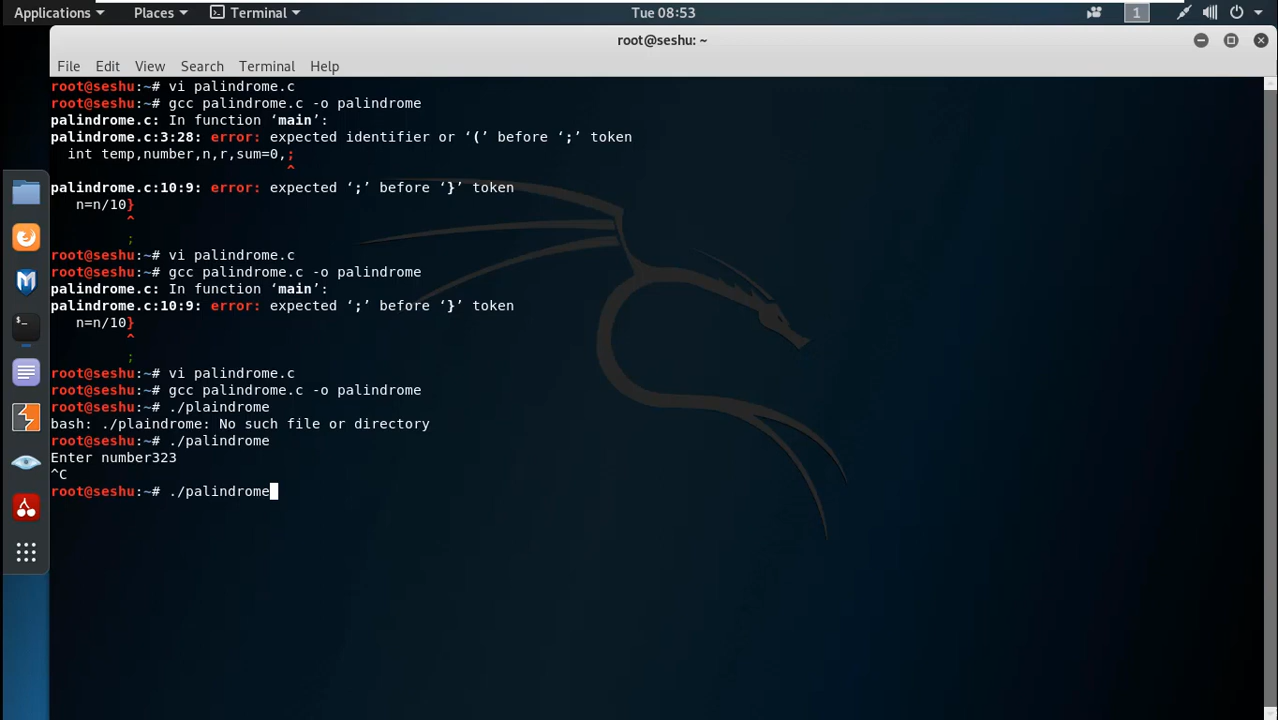 Applications Places Terminal Tue 08:53 1
root@seshu: ~
File Edit View Search Terminal Help
root@seshu:~# vi palindrome.c
root@seshu:~# gcc palindrome.c -o palindrome
palindrome.c: In function ‘main’:
palindrome.c:3:28: error: expected identifier or ‘(’ before ‘;’ token
  int temp,number,n,r,sum=0,;
                            ^
palindrome.c:10:9: error: expected ‘;’ before ‘}’ token
   n=n/10}
         ^
         ;
root@seshu:~# vi palindrome.c
root@seshu:~# gcc palindrome.c -o palindrome
palindrome.c: In function ‘main’:
palindrome.c:10:9: error: expected ‘;’ before ‘}’ token
   n=n/10}
         ^
         ;
root@seshu:~# vi palindrome.c
root@seshu:~# gcc palindrome.c -o palindrome
root@seshu:~# ./plaindrome
bash: ./plaindrome: No such file or directory
root@seshu:~# ./palindrome
Enter number323
^C
root@seshu:~# ./palindrome